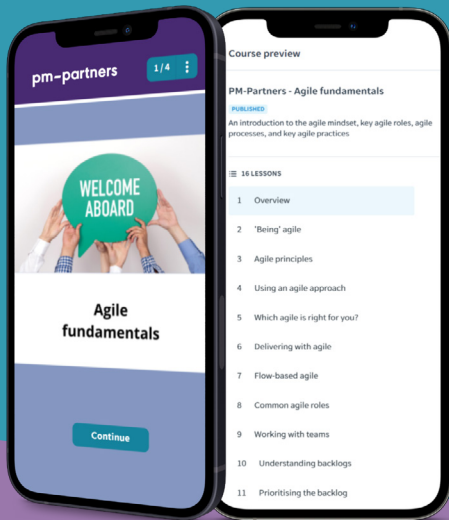 pm-partners
1/4
WELCOME
ABOARD
Agile
fundamentals
Continue
Course preview
PM-Partners - Agile fundamentals
PUBLISHED
An introduction to the agile mindset, key agile roles, agile
processes, and key agile practices
16 LESSONS
1 Overview
2 'Being' agile
3 Agile principles
4 Using an agile approach
5 Which agile is right for you?
6 Delivering with agile
7 Flow-based agile
8 Common agile roles
9 Working with teams
10 Understanding backlogs
11 Prioritising the backlog